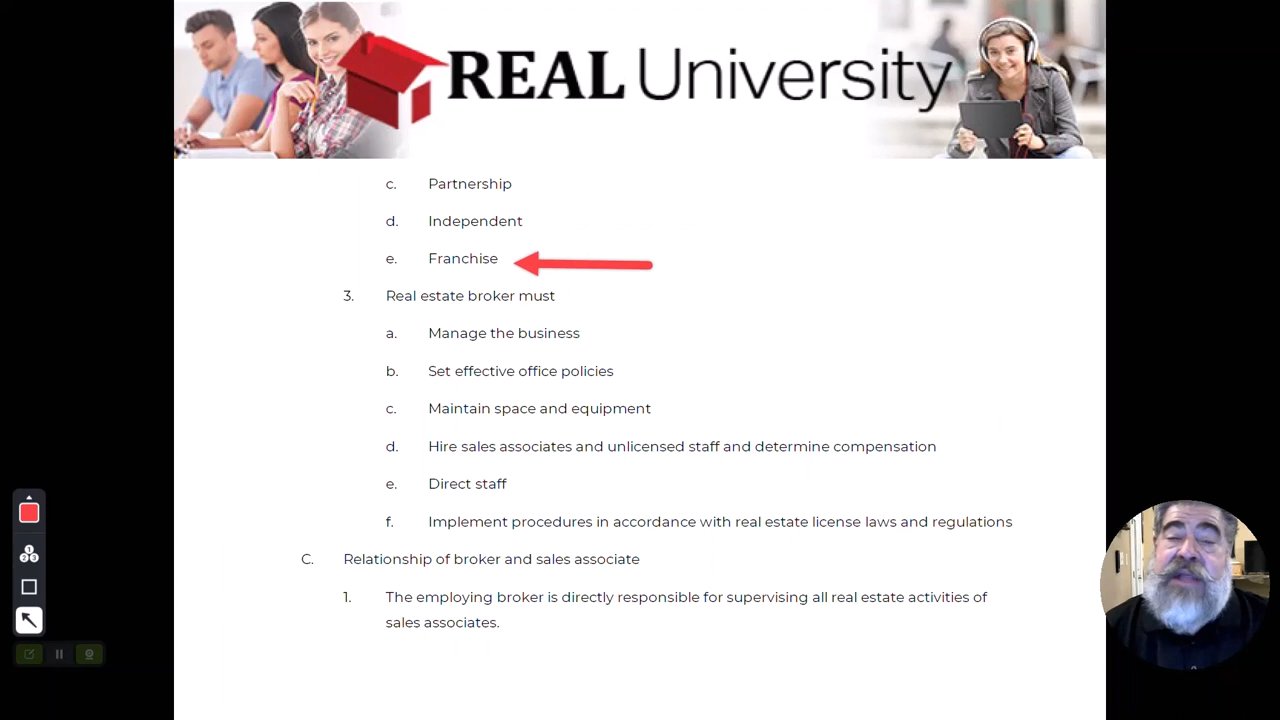 REAL University
c. Partnership
d. Independent
e. Franchise
3. Real estate broker must
a. Manage the business
b. Set effective office policies
c. Maintain space and equipment
d. Hire sales associates and unlicensed staff and determine compensation
e. Direct staff
f. Implement procedures in accordance with real estate license laws and regulations
C. Relationship of broker and sales associate
1. The employing broker is directly responsible for supervising all real estate activities of
sales associates.